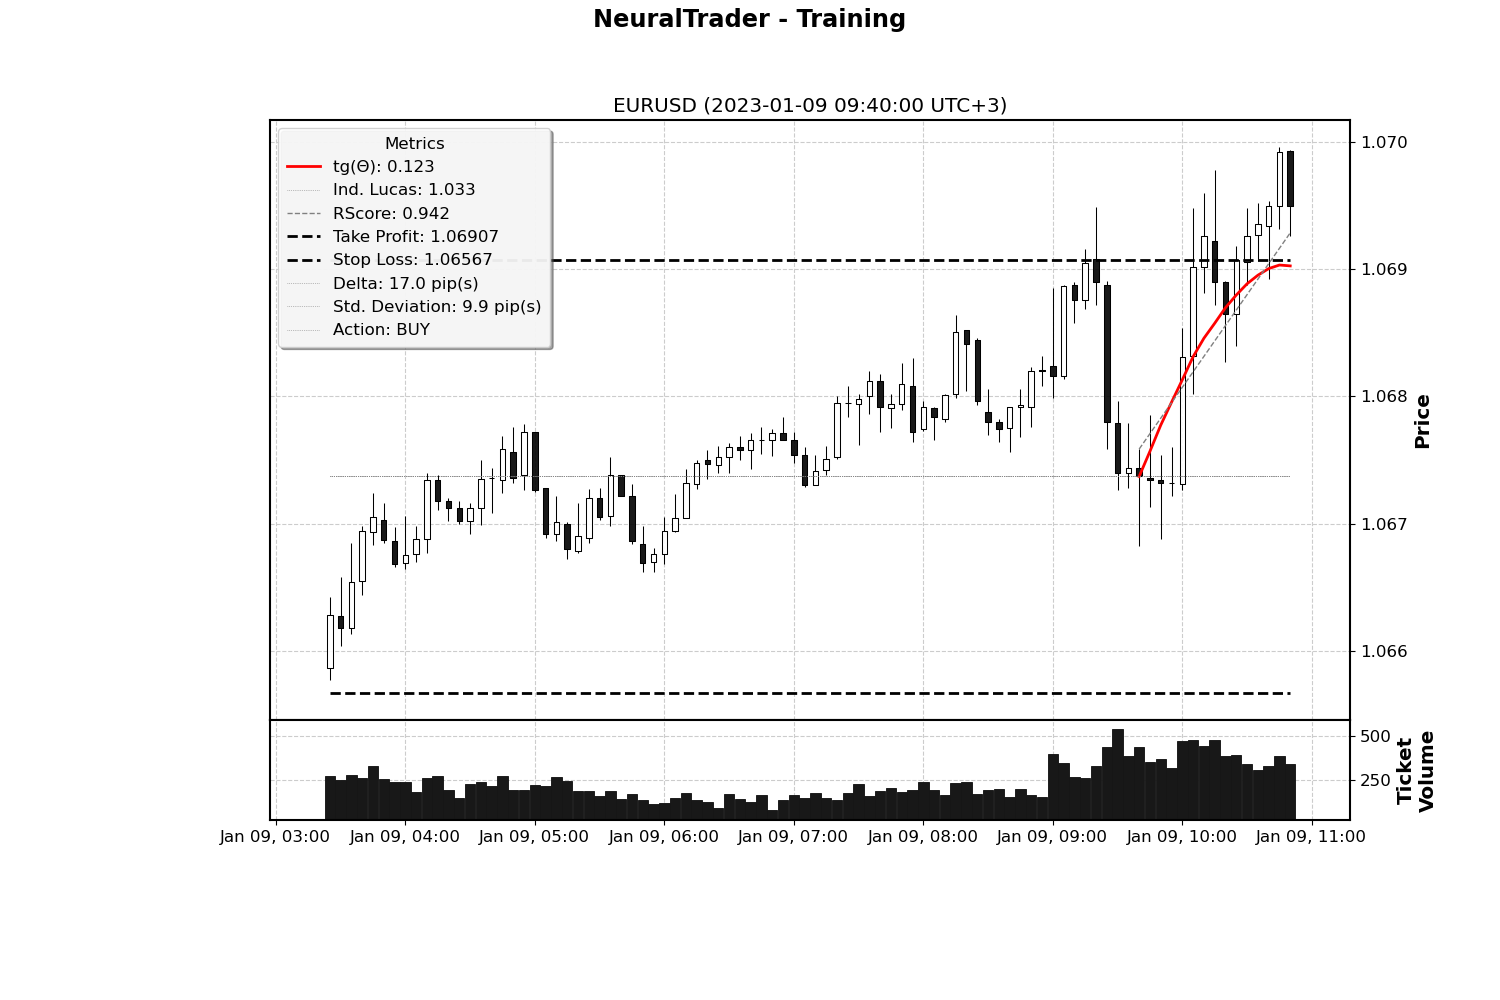 NeuralTrader - Training
EURUSD (2023-01-09 09:40:00 UTC+3)
Metrics
tg(Θ): 0.123
Ind. Lucas: 1.033
RScore: 0.942
Take Profit: 1.06907
Stop Loss: 1.06567
Delta: 17.0 pip(s)
Std. Deviation: 9.9 pip(s)
Action: BUY
1.070
1.069
1.068
1.067
1.066
Price
500
250
Ticket
Volume
Jan 09, 03:00
Jan 09, 04:00
Jan 09, 05:00
Jan 09, 06:00
Jan 09, 07:00
Jan 09, 08:00
Jan 09, 09:00
Jan 09, 10:00
Jan 09, 11:00